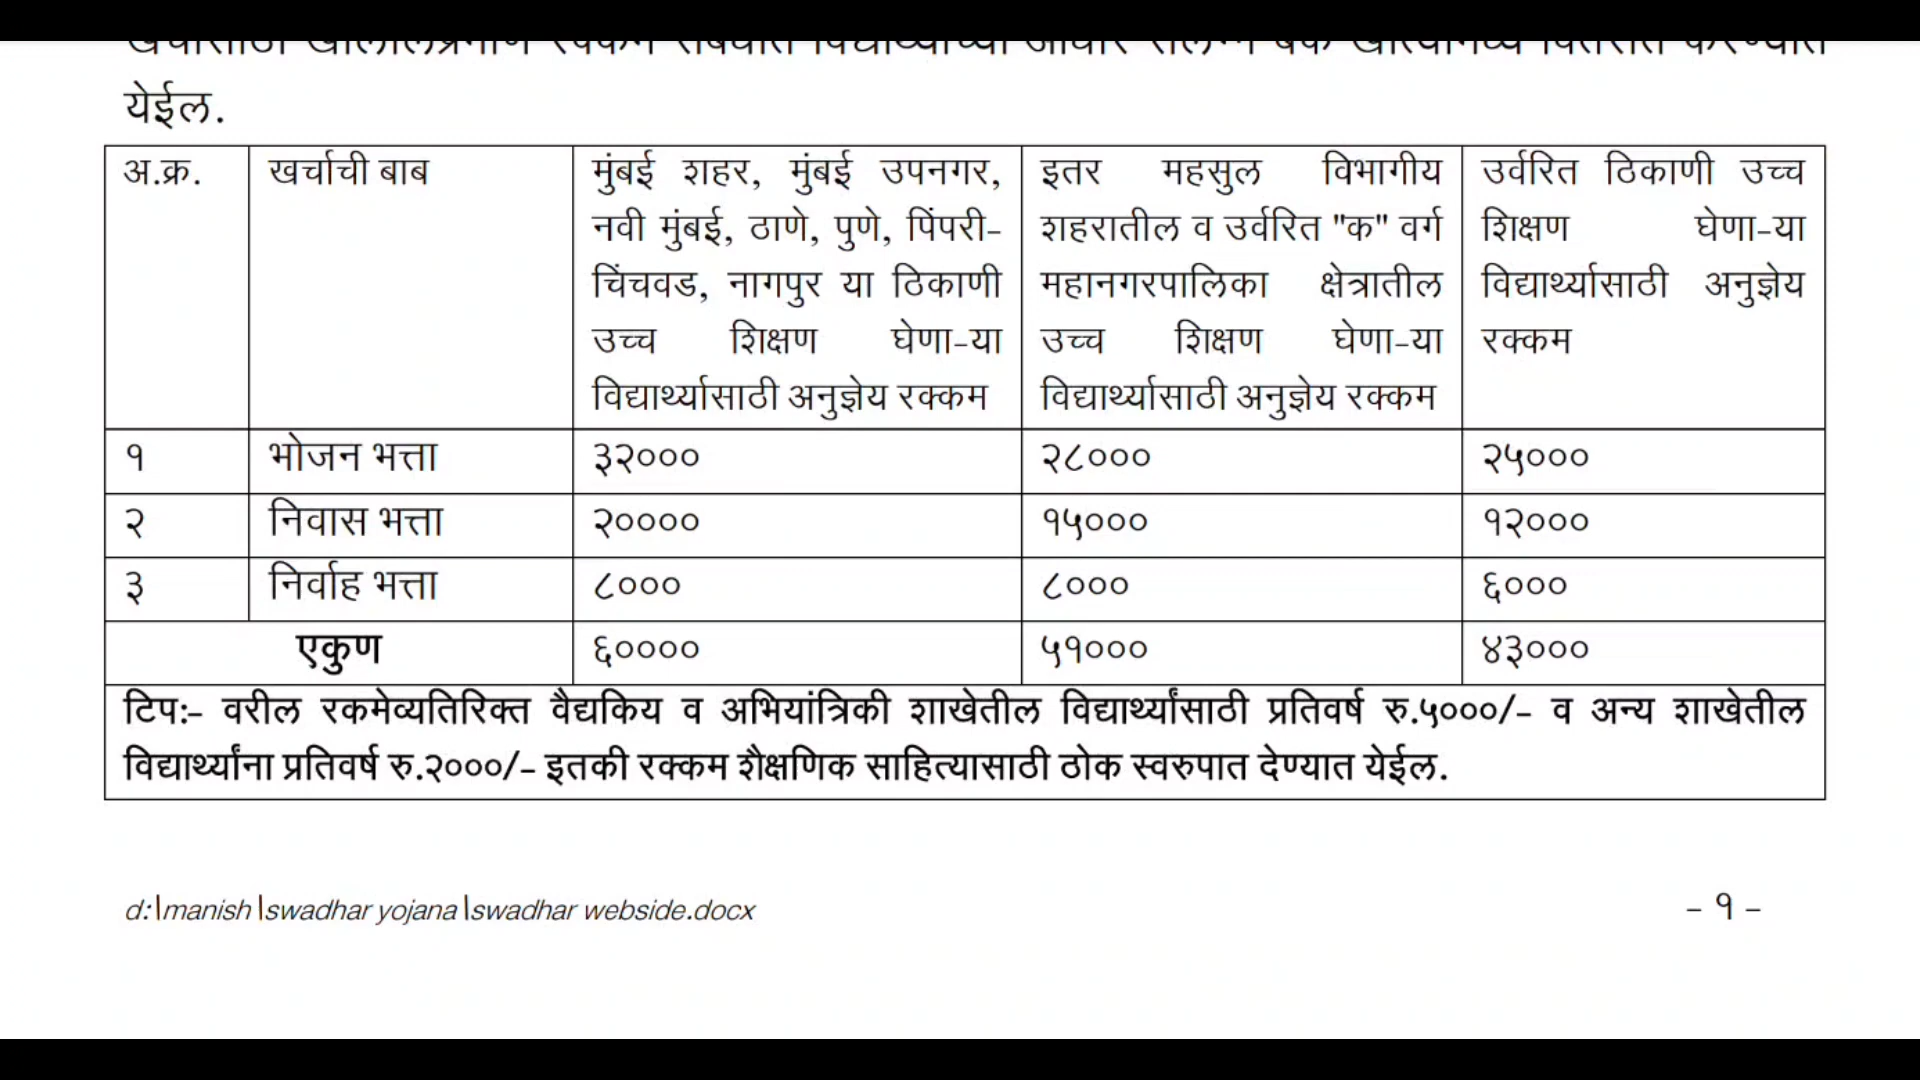 येईल.
अ.क्र. खर्चाची बाब मुंबई शहर, मुंबई उपनगर, इतर महसुल विभागीय उर्वरित ठिकाणी उच्च
नवी मुंबई, ठाणे, पुणे, पिंपरी- शहरातील व उर्वरित "क" वर्ग शिक्षण घेणा-या
चिंचवड, नागपुर या ठिकाणी महानगरपालिका क्षेत्रातील विद्यार्थ्यासाठी अनुज्ञेय
उच्च शिक्षण घेणा-या उच्च शिक्षण घेणा-या रक्कम
विद्यार्थ्यासाठी अनुज्ञेय रक्कम विद्यार्थ्यासाठी अनुज्ञेय रक्कम
१ भोजन भत्ता ३२००० २८००० २५०००
२ निवास भत्ता २०००० १५००० १२०००
३ निर्वाह भत्ता ८००० ८००० ६०००
एकुण ६०००० ५१००० ४३०००
टिपः- वरील रकमेव्यतिरिक्त वैद्यकिय व अभियांत्रिकी शाखेतील विद्यार्थ्यांसाठी प्रतिवर्ष रु.५०००/- व अन्य शाखेतील
विद्यार्थ्यांना प्रतिवर्ष रु.२०००/- इतकी रक्कम शैक्षणिक साहित्यासाठी ठोक स्वरुपात देण्यात येईल.
d:\manish\swadhar yojana\swadhar webside.docx - १ -